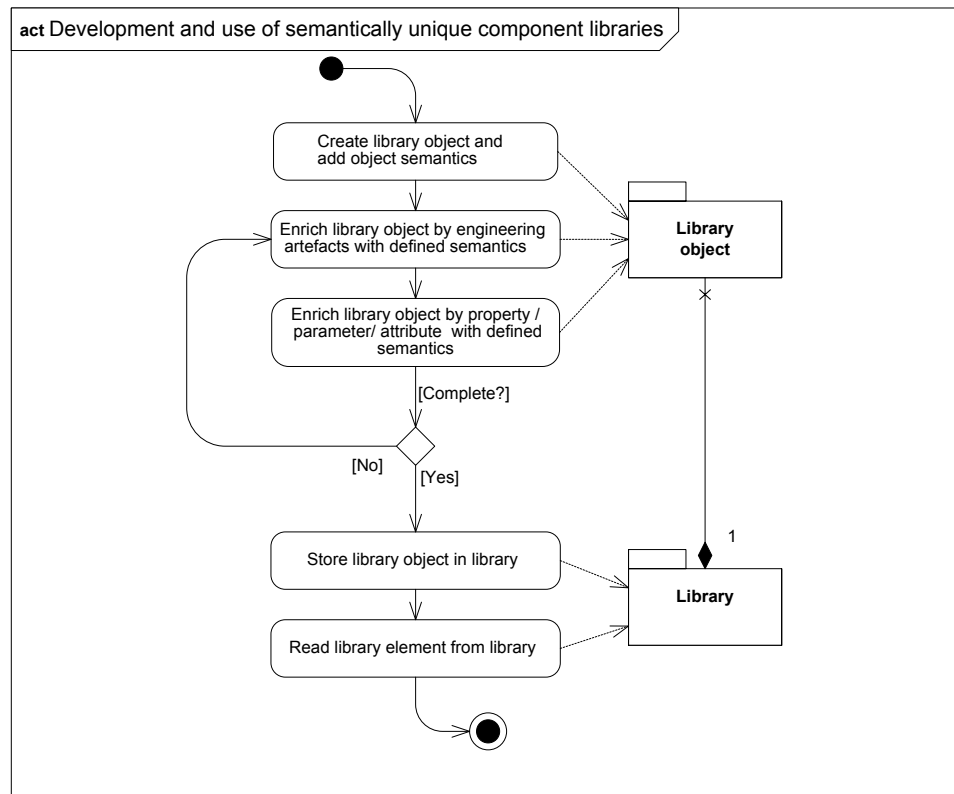 act Development and use of semantically unique component libraries
Create library object and
add object semantics
Enrich library object by engineering
artefacts with defined semantics
Library
object
Enrich library object by property /
parameter/ attribute with defined
semantics
[Complete?]
[No]
[Yes]
1
Store library object in library
Library
Read library element from library